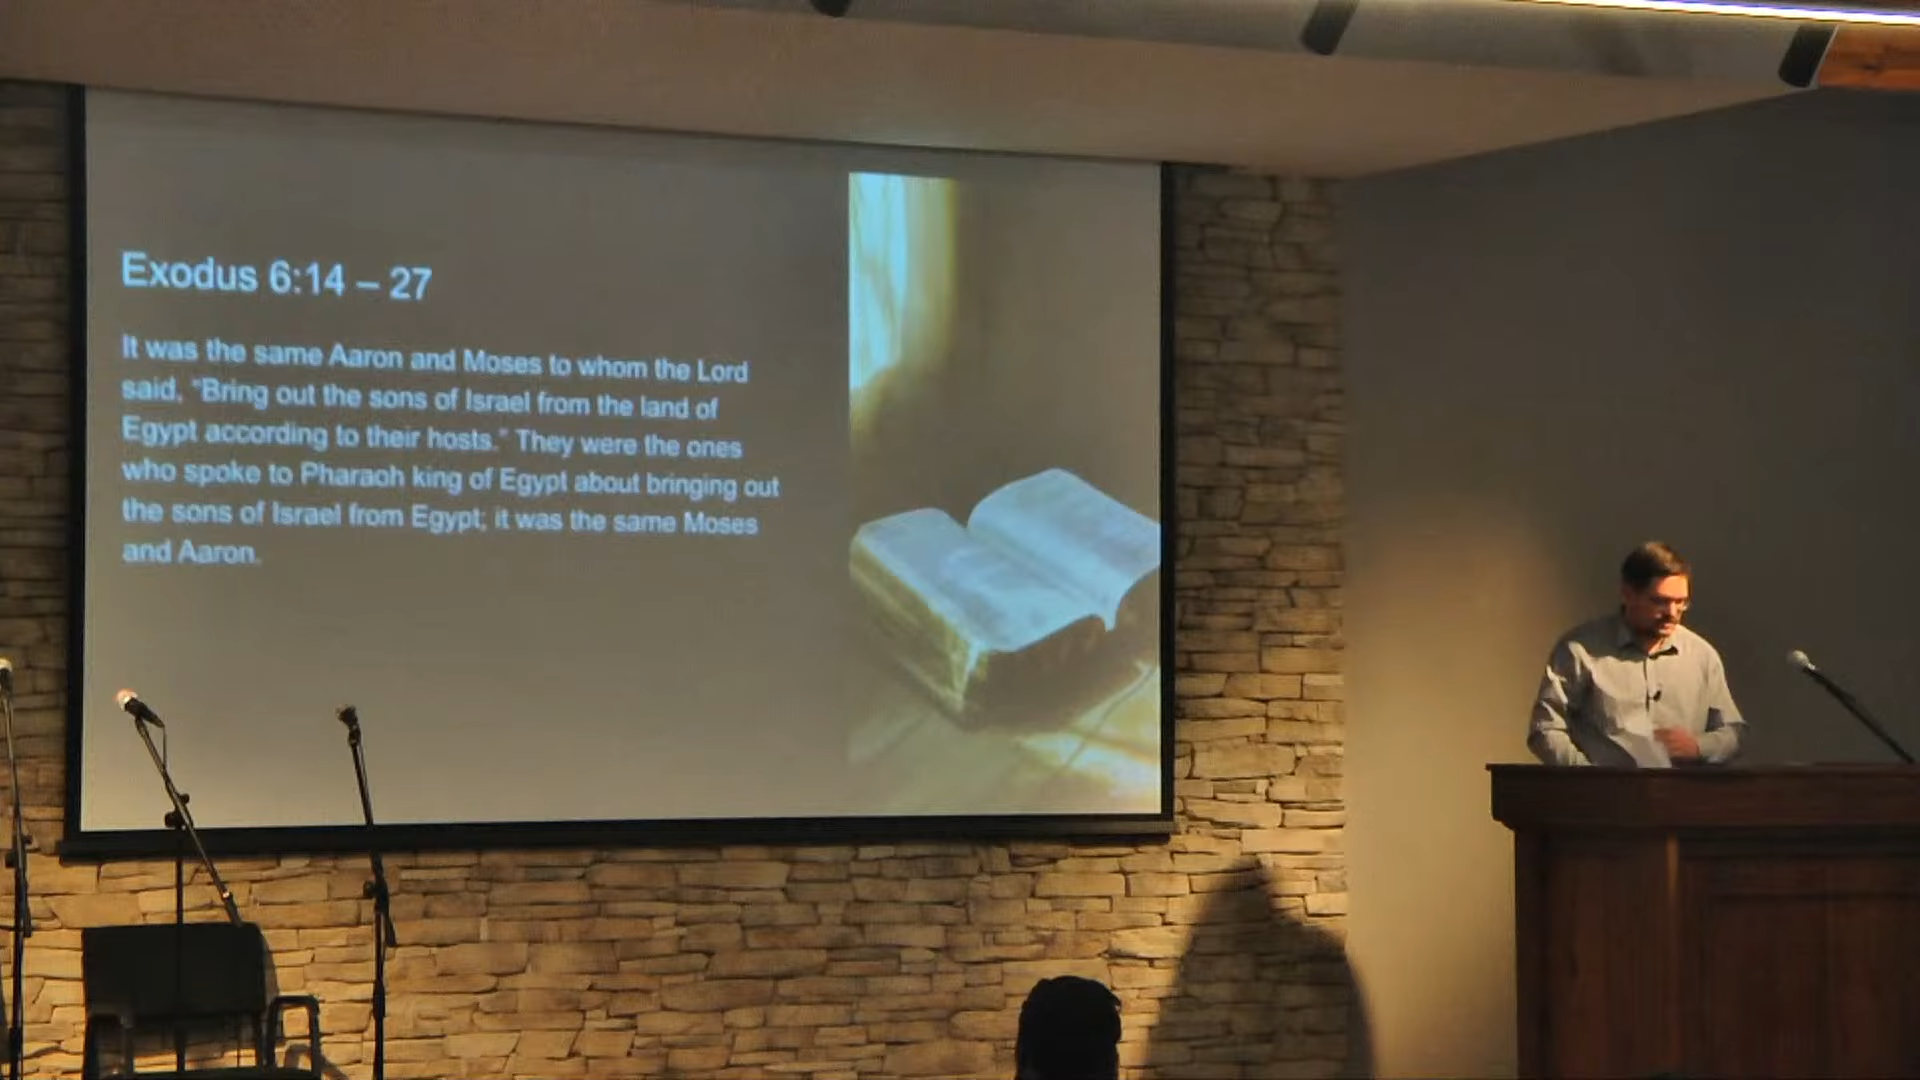 Exodus 6:14 – 27
It was the same Aaron and Moses to whom the Lord
said, "Bring out the sons of Israel from the land of
Egypt according to their hosts." They were the ones
who spoke to Pharaoh king of Egypt about bringing out
the sons of Israel from Egypt; it was the same Moses
and Aaron.